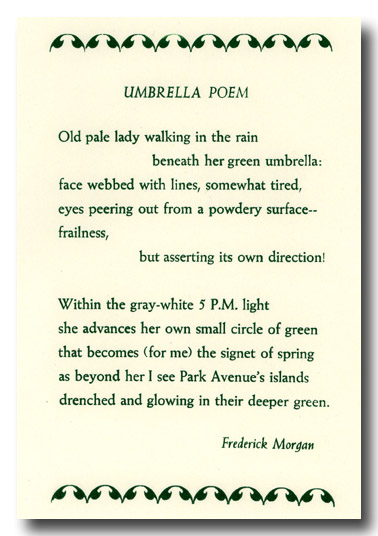 UMBRELLA POEM
Old pale lady walking in the rain
beneath her green umbrella:
face webbed with lines, somewhat tired,
eyes peering out from a powdery surface--
frailness,
but asserting its own direction!
Within the gray-white 5 P.M. light
she advances her own small circle of green
that becomes (for me) the signet of spring
as beyond her I see Park Avenue's islands
drenched and glowing in their deeper green.
Frederick Morgan